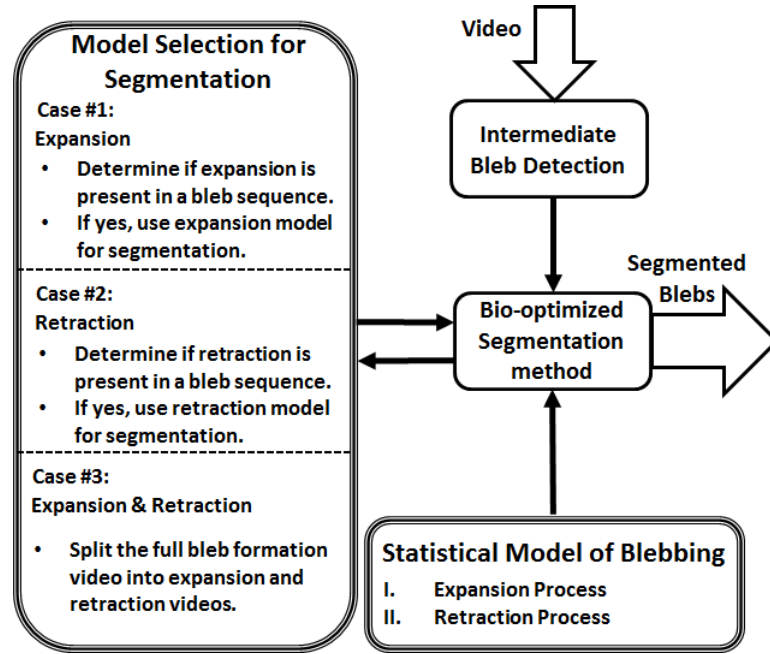 Model Selection for
Segmentation
Case #1:
Expansion
• Determine if expansion is
present in a bleb sequence.
• If yes, use expansion model
for segmentation.
Case #2:
Retraction
• Determine if retraction is
present in a bleb sequence.
• If yes, use retraction model
for segmentation.
Case #3:
Expansion & Retraction
• Split the full bleb formation
video into expansion and
retraction videos.
Video
Intermediate
Bleb Detection
Segmented
Blebs
Bio-optimized
Segmentation
method
Statistical Model of Blebbing
I. Expansion Process
II. Retraction Process